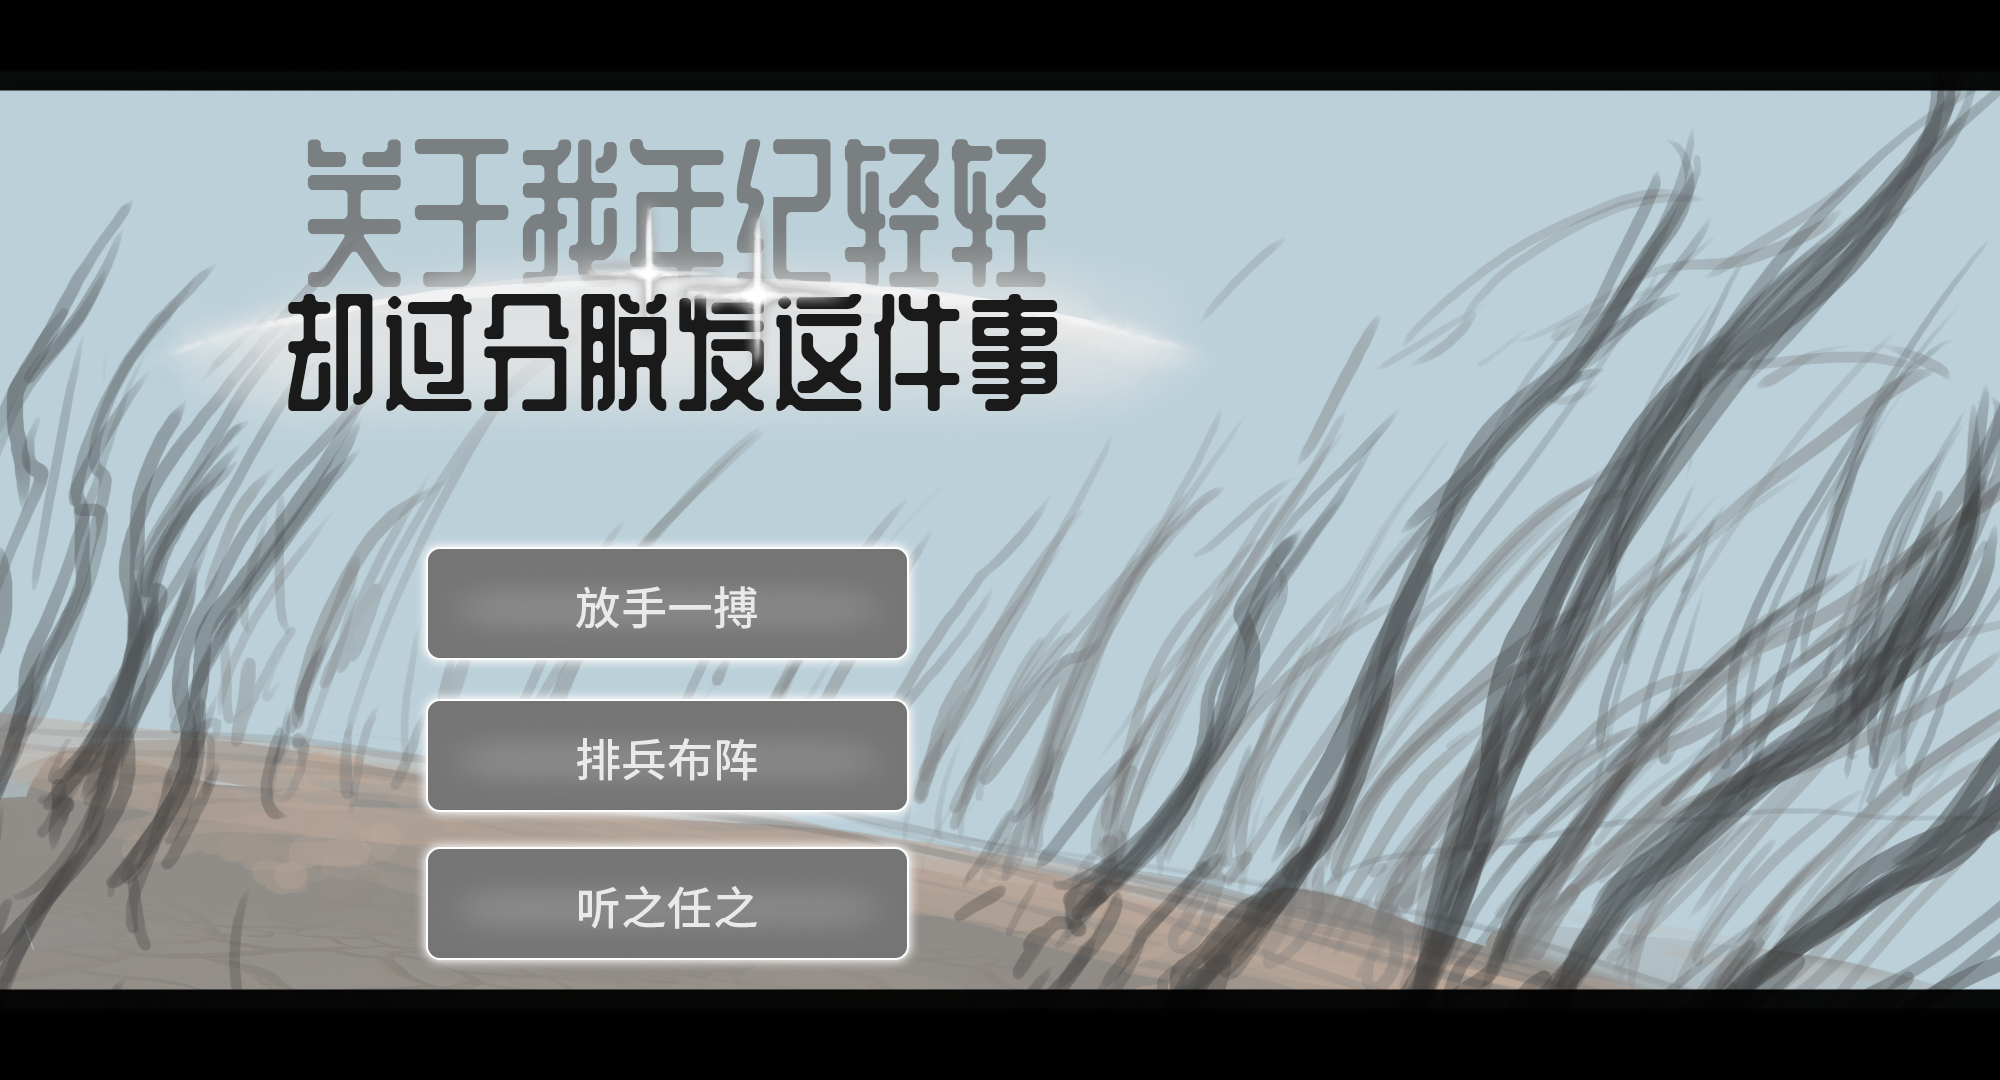 关于我年纪轻轻
却过分脱发这件事
放手一搏
排兵布阵
听之任之